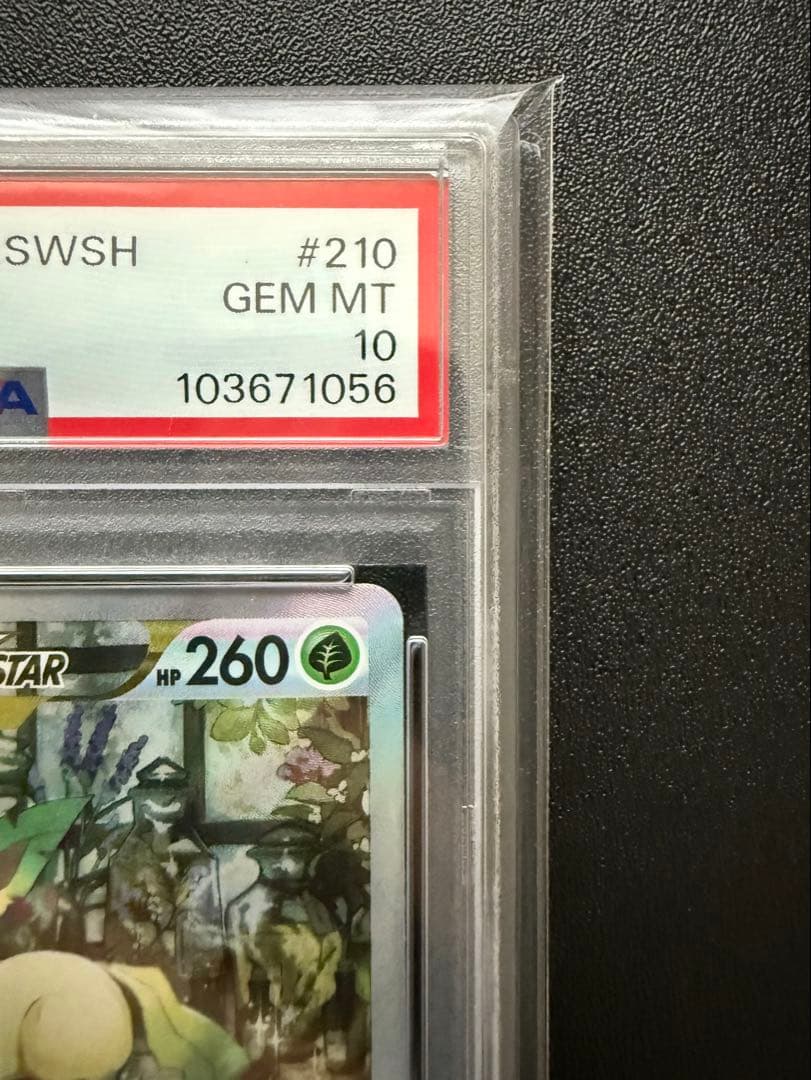 SWSH #210
GEM MT
10
A 103671056
STAR HP 260